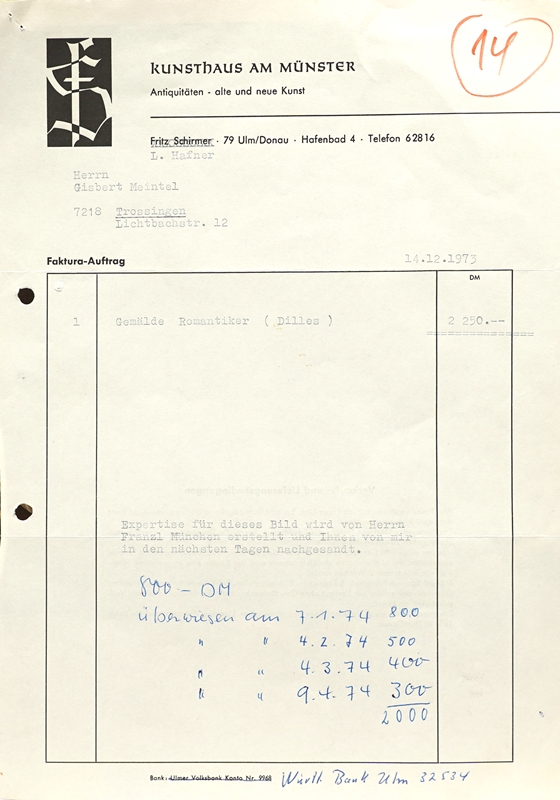 14
KUNSTHAUS AM MÜNSTER
Antiquitäten - alte und neue Kunst
Fritz Schirmer · 79 Ulm/Donau · Hafenbad 4 · Telefon 6 28 16
L. Hafner
Herrn
Gisbert Meintel
7218 Trossingen
Lichtbachstr. 12
Faktura-Auftrag
14.12.1973
DM
1 Gemälde Romantiker ( Dilles ) 2 250.--
Expertise für dieses Bild wird von Herrn
Franzl München erstellt und Ihnen von mir
in den nächsten Tagen nachgesandt.
800 - DM
überwiesen am 7.1.74 800
" " 4.2.74 500
" " 4.3.74 400
" " 9.4.74 300
2000
Bank: Ulmer Volksbank Konto Nr. 9968 Württ. Bank Ulm 32534